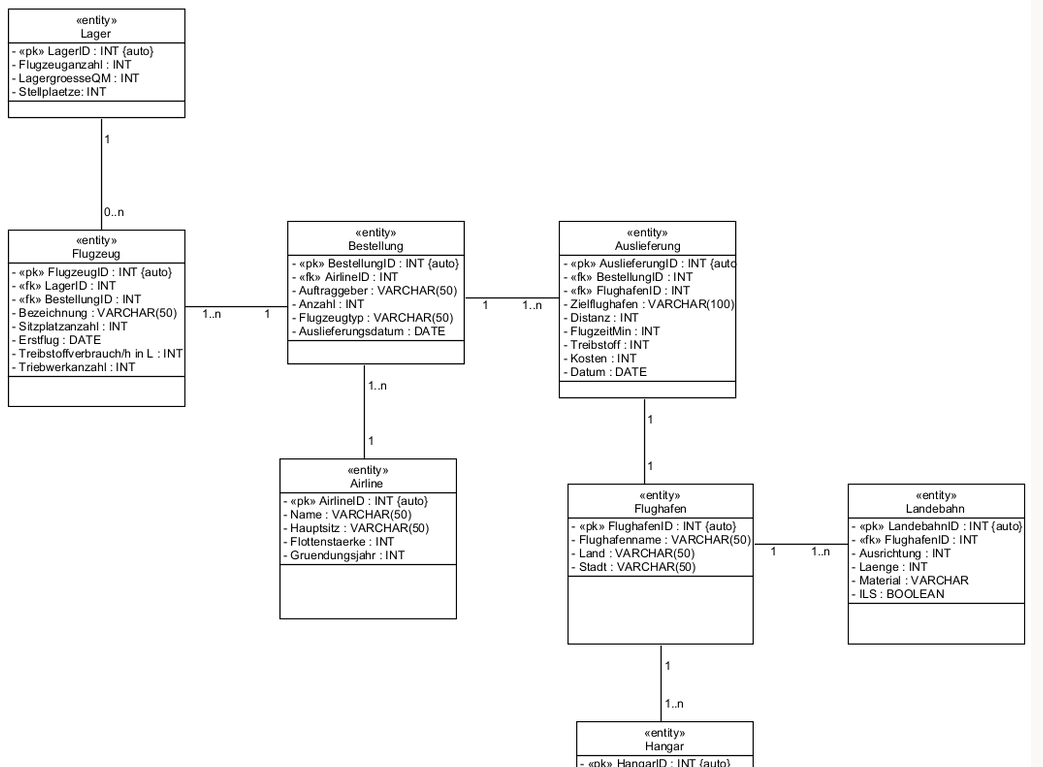 «entity»
Lager
- «pk» LagerID : INT {auto}
- Flugzeuganzahl : INT
- LagergroesseQM : INT
- Stellplaetze: INT
1
0..n
«entity»
Flugzeug
- «pk» FlugzeugID : INT {auto}
- «fk» LagerID : INT
- «fk» BestellungID : INT
- Bezeichnung : VARCHAR(50)
- Sitzplatzanzahl : INT
- Erstflug : DATE
- Treibstoffverbrauch/h in L : INT
- Triebwerkanzahl : INT
1..n
1
«entity»
Bestellung
- «pk» BestellungID : INT {auto}
- «fk» AirlineID : INT
- Auftraggeber : VARCHAR(50)
- Anzahl : INT
- Flugzeugtyp : VARCHAR(50)
- Auslieferungsdatum : DATE
1
1..n
«entity»
Auslieferung
- «pk» AuslieferungID : INT {auto
- «fk» BestellungID : INT
- «fk» FlughafenID : INT
- Zielflughafen : VARCHAR(100)
- Distanz : INT
- FlugzeitMin : INT
- Treibstoff : INT
- Kosten : INT
- Datum : DATE
1..n
1
«entity»
Airline
- «pk» AirlineID : INT {auto}
- Name : VARCHAR(50)
- Hauptsitz : VARCHAR(50)
- Flottenstaerke : INT
- Gruendungsjahr : INT
1
1
«entity»
Flughafen
- «pk» FlughafenID : INT {auto}
- Flughafenname : VARCHAR(50)
- Land : VARCHAR(50)
- Stadt : VARCHAR(50)
1
1..n
«entity»
Landebahn
- «pk» LandebahnID : INT {auto}
- «fk» FlughafenID : INT
- Ausrichtung : INT
- Laenge : INT
- Material : VARCHAR
- ILS : BOOLEAN
1
1..n
«entity»
Hangar
- «pk» HangarID : INT {auto}